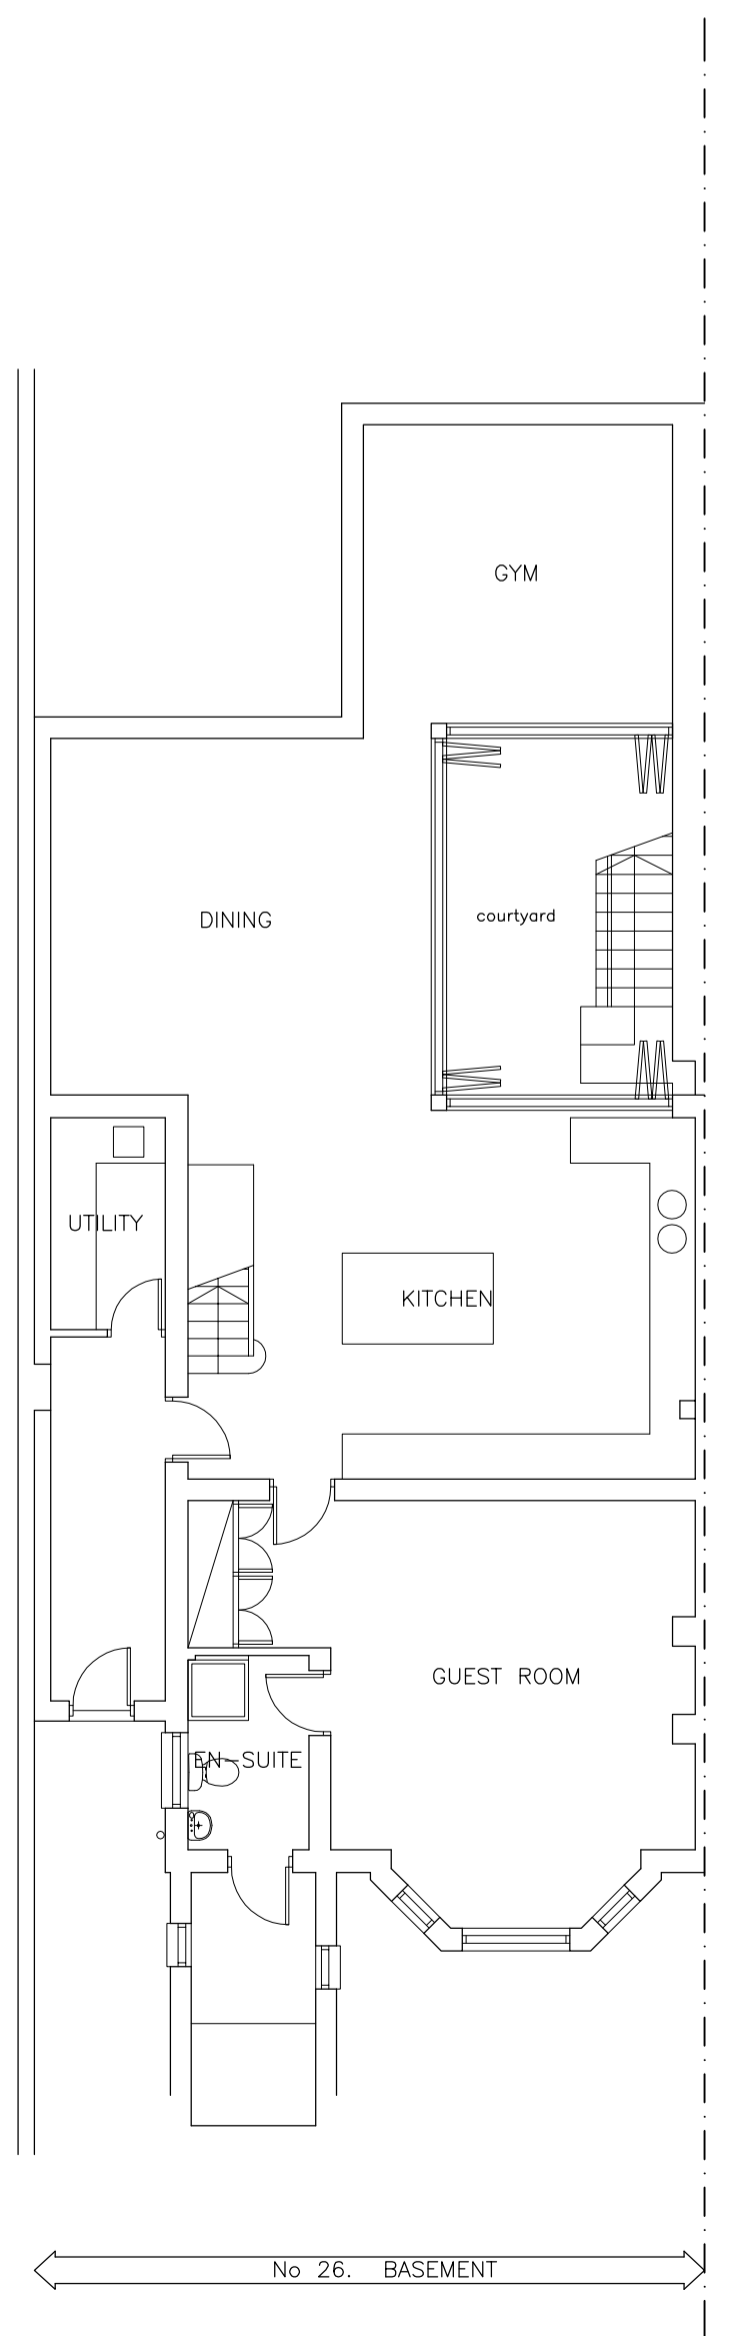 GYM
DINING
courtyard
UTILITY
KITCHEN
GUEST ROOM
EN-SUITE
No 26. BASEMENT